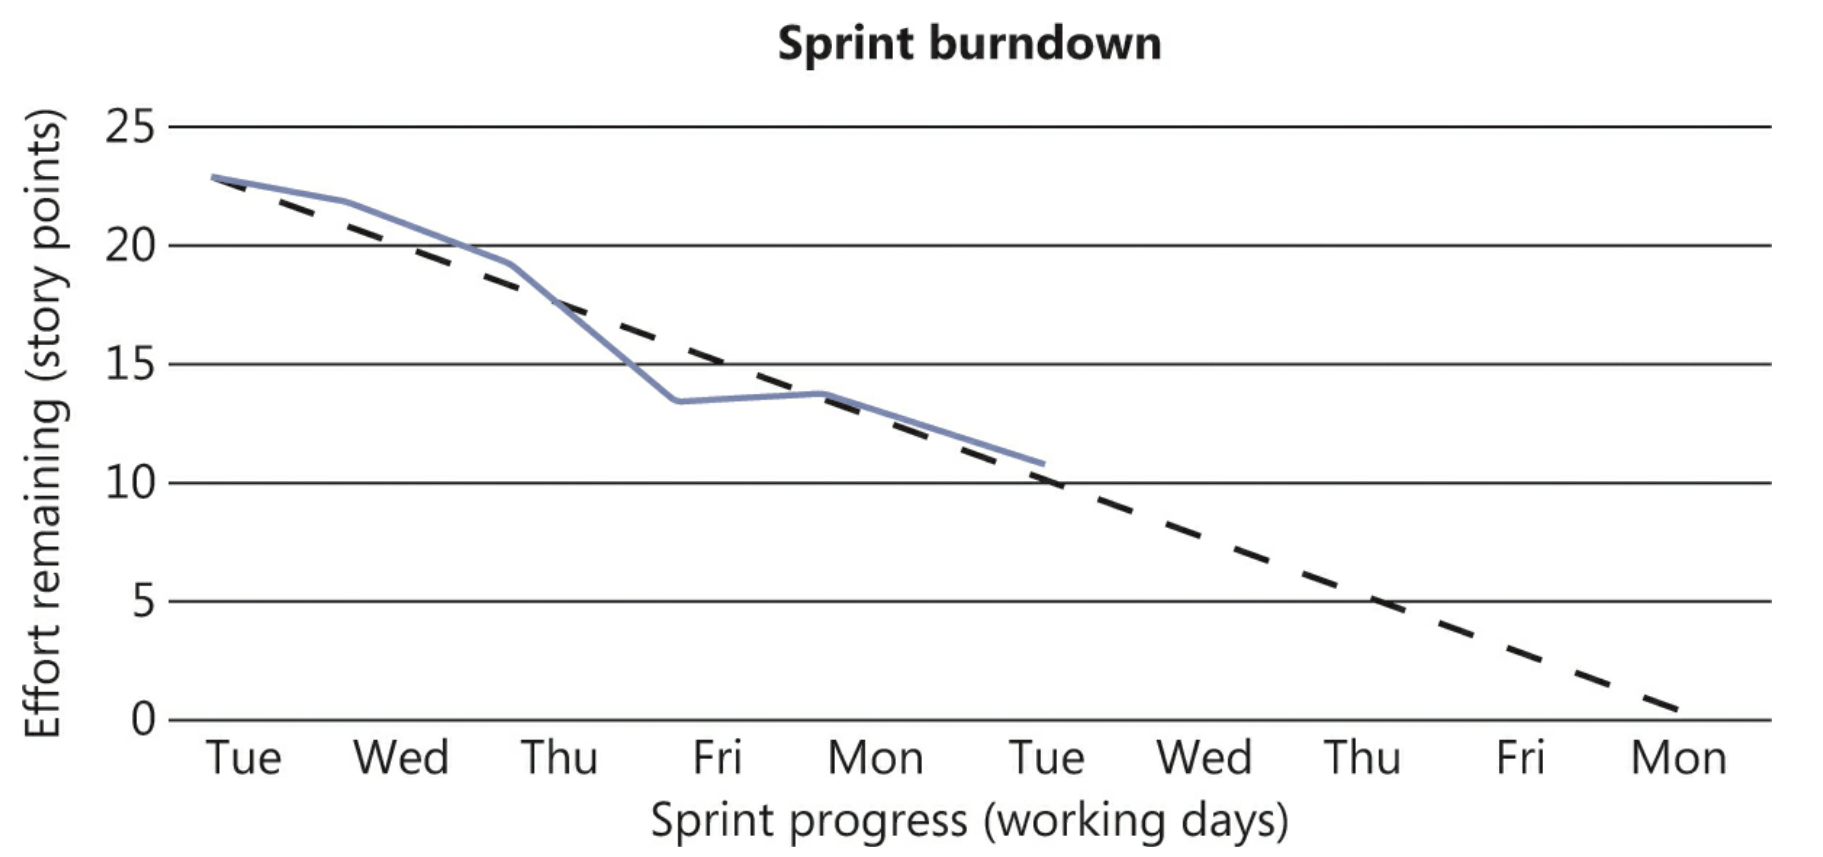 Sprint burndown
Effort remaining (story points)
25
20
15
10
5
0
Tue Wed Thu Fri Mon Tue Wed Thu Fri Mon
Sprint progress (working days)